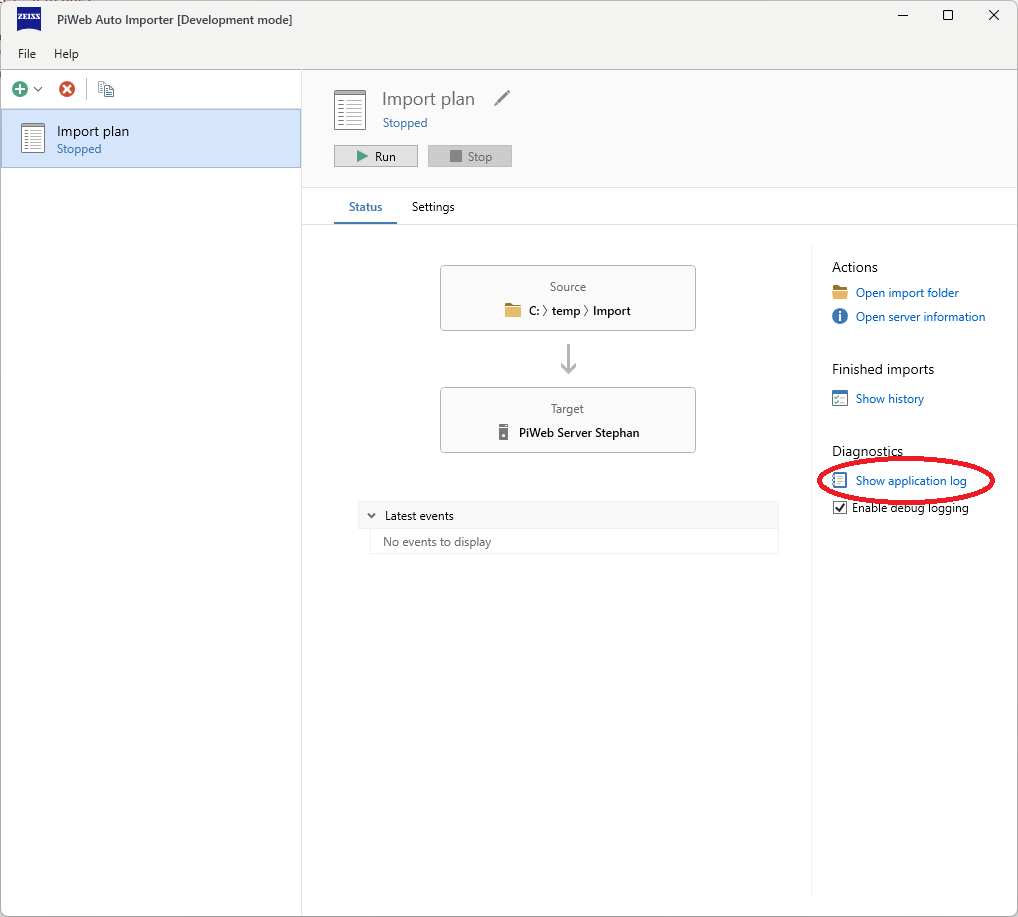 ZEISS
PiWeb Auto Importer [Development mode]
File Help
Import plan
Stopped
Import plan
Stopped
Run Stop
Status Settings
Source
C: 〉 temp 〉 Import
Target
PiWeb Server Stephan
Latest events
No events to display
Actions
Open import folder
Open server information
Finished imports
Show history
Diagnostics
Show application log
Enable debug logging